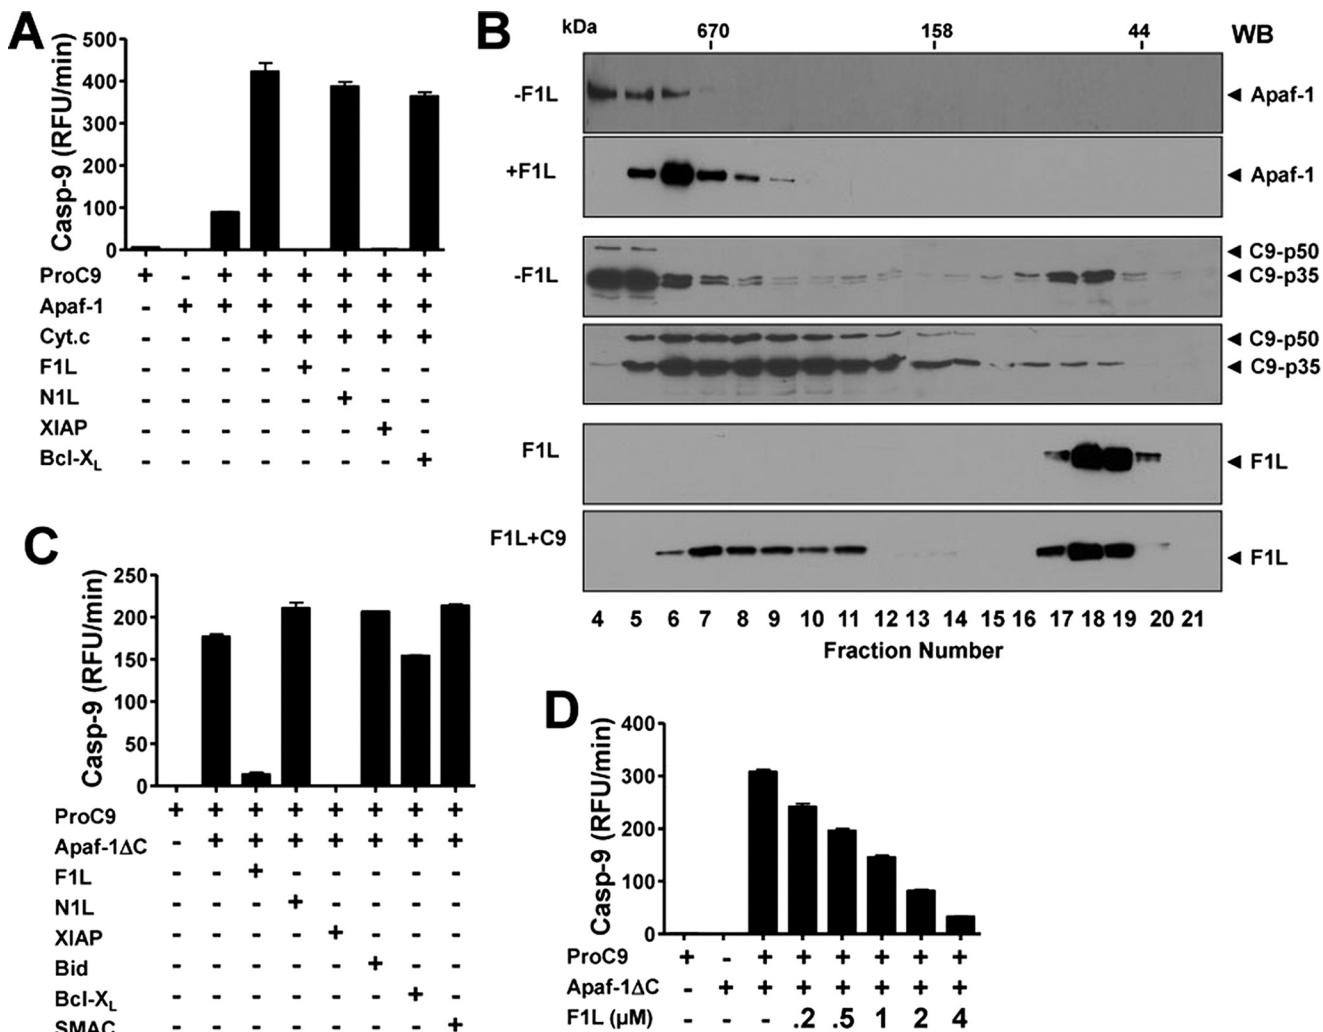 A
Casp-9 (RFU/min)
500
400
300
200
100
0
ProC9 + - + + + + + +
Apaf-1 - + + + + + + +
Cyt.c - - - + + + + +
F1L - - - - + - - -
N1L - - - - - + - -
XIAP - - - - - - + -
Bcl-XL - - - - - - - +
B
kDa 670 158 44 WB
-F1L ◄ Apaf-1
+F1L ◄ Apaf-1
◄ C9-p50
-F1L ◄ C9-p35
◄ C9-p50
◄ C9-p35
F1L ◄ F1L
F1L+C9 ◄ F1L
4 5 6 7 8 9 10 11 12 13 14 15 16 17 18 19 20 21
Fraction Number
C
Casp-9 (RFU/min)
250
200
150
100
50
0
ProC9 + + + + + + + +
Apaf-1ΔC - + + + + + + +
F1L - - + - - - - -
N1L - - - + - - - -
XIAP - - - - + - - -
Bid - - - - - + - -
Bcl-XL - - - - - - + -
SMAC - - - - - - - +
D
Casp-9 (RFU/min)
400
300
200
100
0
ProC9 + - + + + + + +
Apaf-1ΔC - + + + + + + +
F1L (µM) - - - .2 .5 1 2 4